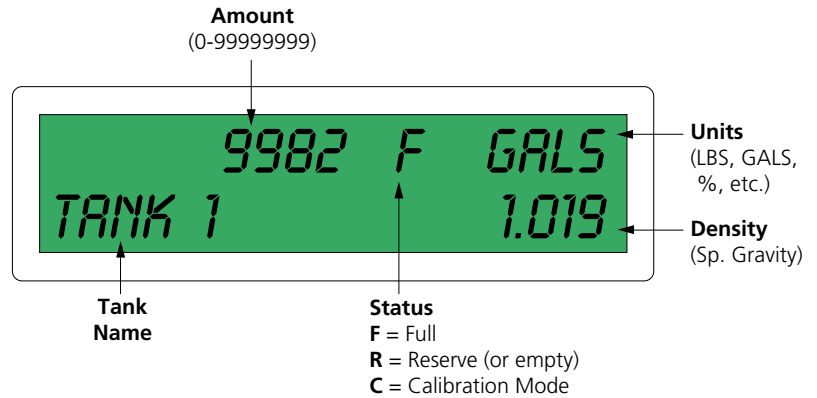 Amount
(0-99999999)
9982 F GALS
TANK 1 1.019
Units
(LBS, GALS,
%, etc.)
Density
(Sp. Gravity)
Tank
Name
Status
F = Full
R = Reserve (or empty)
C = Calibration Mode